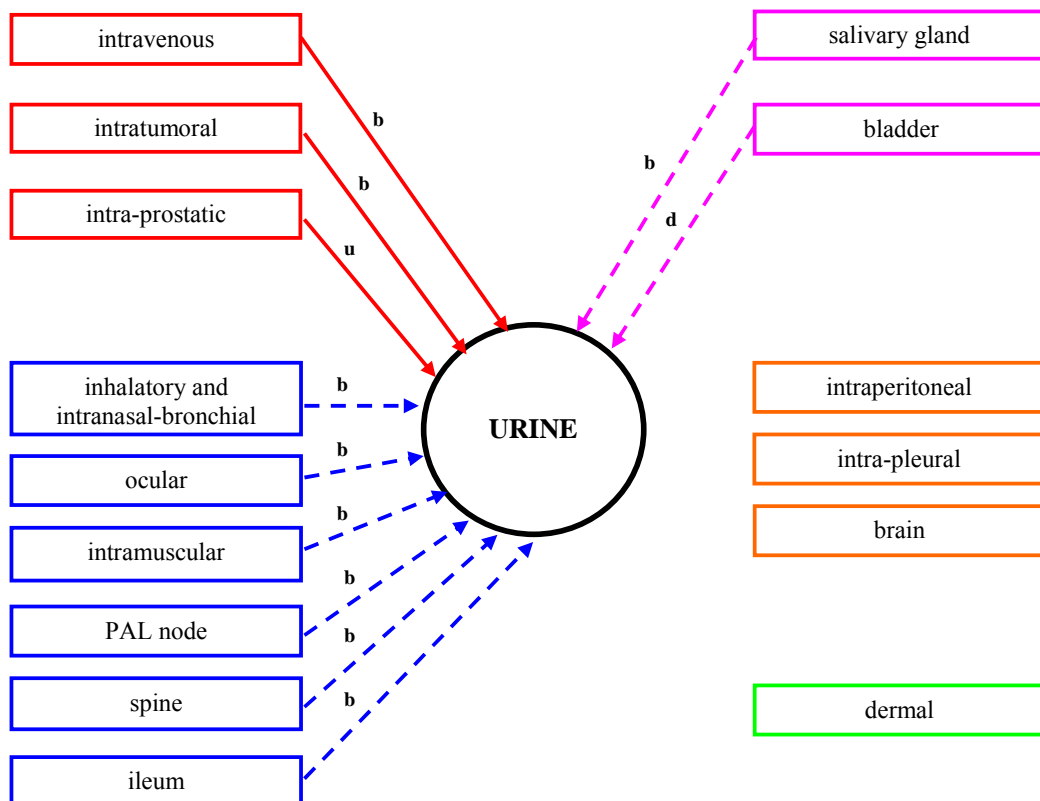 intravenous
salivary gland
b
intratumoral
bladder
b
b
intra-prostatic
d
u
inhalatory and
intranasal-bronchial
b
intraperitoneal
URINE
b
ocular
intra-pleural
b
intramuscular
brain
b
PAL node
b
spine
b
dermal
ileum